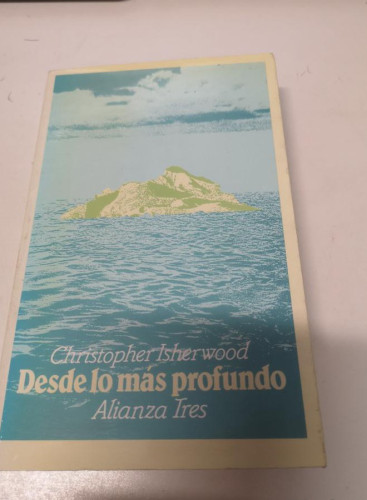 Christopher Isherwood
Desde lo más profundo
Alianza Tres